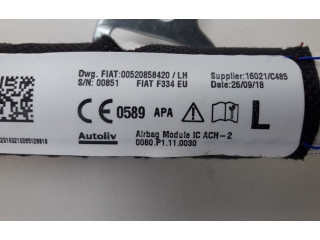 Dwg. FIAT:00520858420 / LH
Supplier:16021/C485
S/N: 00851 FIAT F334 EU
Date:26/09/18
CE 0589 APA
L
Autoliv
Airbag Module IC ACH-2
0080.P1.11.0030